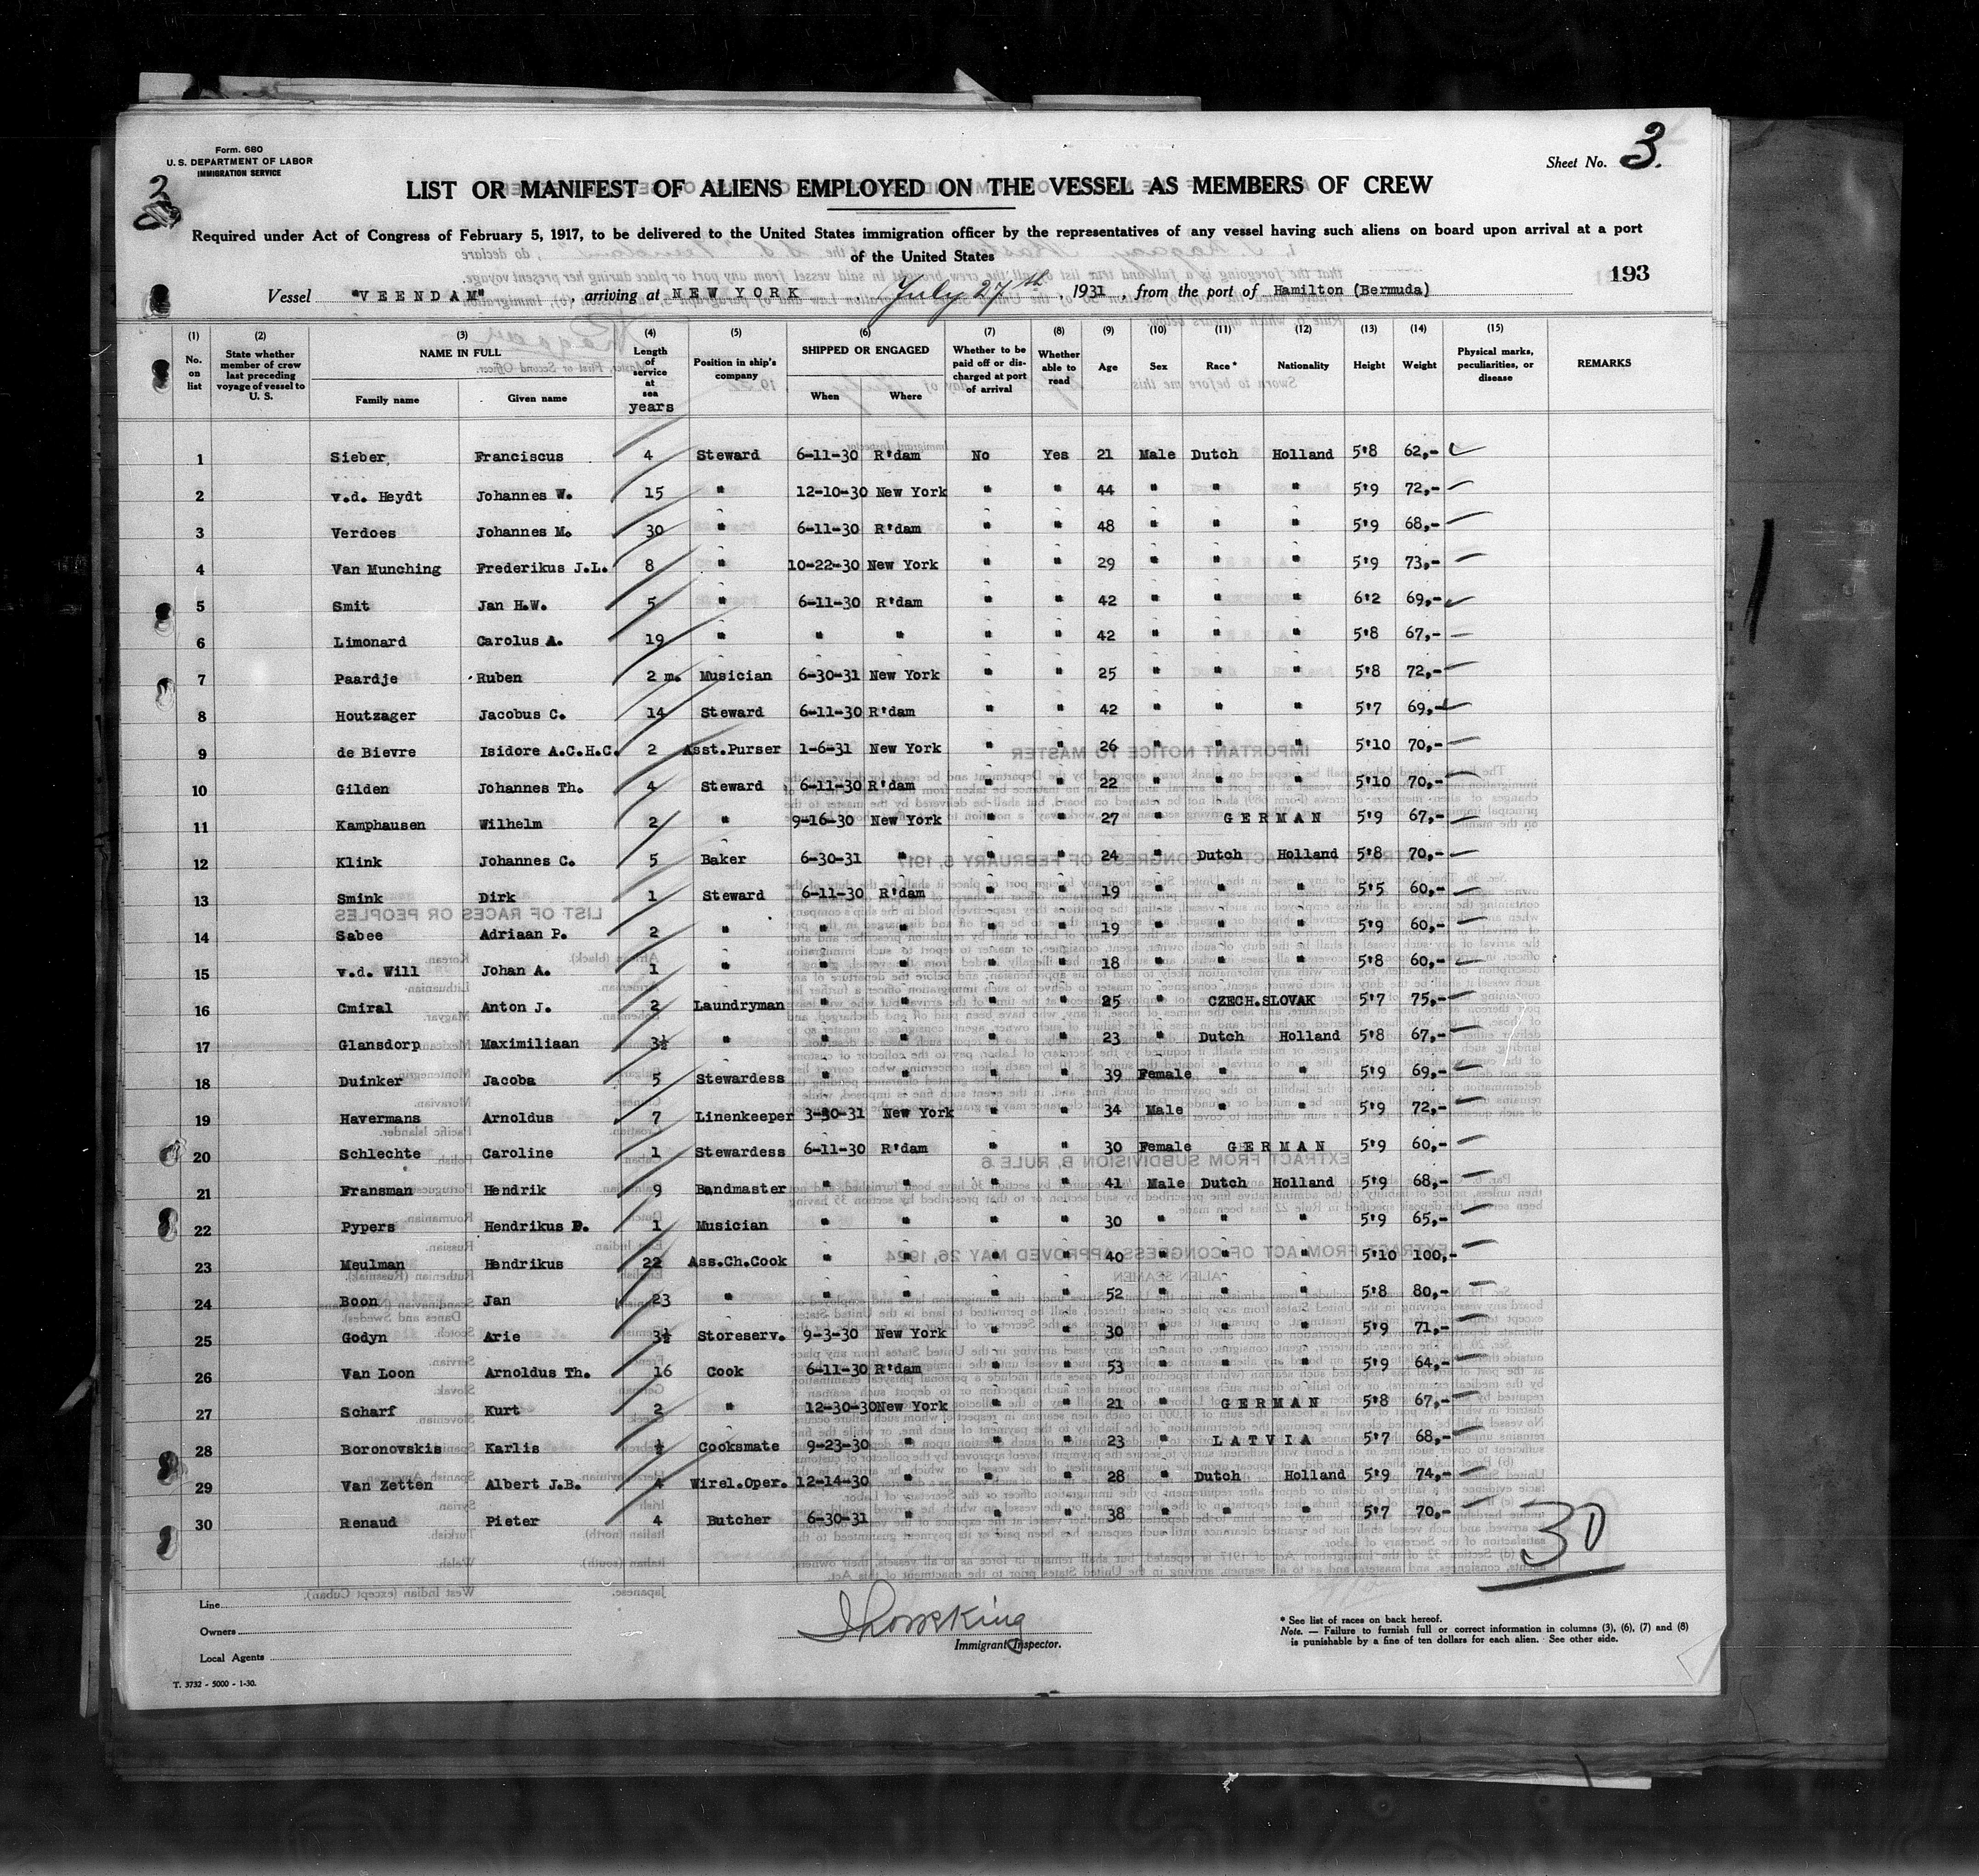 Form. 680
U. S. DEPARTMENT OF LABOR
IMMIGRATION SERVICE
3
Sheet No. 3.
LIST OR MANIFEST OF ALIENS EMPLOYED ON THE VESSEL AS MEMBERS OF CREW
Required under Act of Congress of February 5, 1917, to be delivered to the United States immigration officer by the representatives of any vessel having such aliens on board upon arrival at a port
of the United States
193
Vessel "VEENDAM" , arriving at NEW YORK , July 27th , 1931 , from the port of Hamilton (Bermuda)
(1) No. on list (2) State whether member of crew last preceding voyage of vessel to U. S. (3) NAME IN FULL Family name Given name (4) Length of service at sea years (5) Position in ship's company (6) SHIPPED OR ENGAGED When Where (7) Whether to be paid off or discharged at port of arrival (8) Whether able to read (9) Age (10) Sex (11) Race* (12) Nationality (13) Height (14) Weight (15) Physical marks, peculiarities, or disease REMARKS
1 Sieber Franciscus 4 Steward 6-11-30 R'dam No Yes 21 Male Dutch Holland 5'8 62,-
2 v.d. Heydt Johannes W. 15 " 12-10-30 New York " " 44 " " " 5'9 72,-
3 Verdoes Johannes M. 30 " 6-11-30 R'dam " " 48 " " " 5'9 68,-
4 Van Munching Frederikus J.L. 8 " 10-22-30 New York " " 29 " " " 5'9 73,-
5 Smit Jan H.W. 5 " 6-11-30 R'dam " " 42 " " " 6'2 69,-
6 Limonard Carolus A. 19 " " " " " 42 " " " 5'8 67,-
7 Paardje Ruben 2 m. Musician 6-30-31 New York " " 25 " " " 5'8 72,-
8 Houtzager Jacobus C. 14 Steward 6-11-30 R'dam " " 42 " " " 5'7 69,-
9 de Bievre Isidore A.C.H.C. 2 Asst.Purser 1-6-31 New York " " 26 " " " 5'10 70,-
10 Gilden Johannes Th. 4 Steward 6-11-30 R'dam " " 22 " " " 5'10 70,-
11 Kamphausen Wilhelm 2 " 9-16-30 New York " " 27 " GERMAN 5'9 67,-
12 Klink Johannes C. 5 Baker 6-30-31 " " " 24 " Dutch Holland 5'8 70,-
13 Smink Dirk 1 Steward 6-11-30 R'dam " " 19 " " " 5'5 60,-
14 Sabee Adriaan P. 2 " " " " " 19 " " " 5'9 60,-
15 v.d. Will Johan A. 1 " " " " " 18 " " " 5'8 60,-
16 Cmiral Anton J. 2 Laundryman " " " " 25 " CZECH.SLOVAK 5'7 75,-
17 Glansdorp Maximiliaan 3½ " " " " " 23 " Dutch Holland 5'8 67,-
18 Duinker Jacoba 5 Stewardess " " " " 39 Female " " 5'9 69,-
19 Havermans Arnoldus 7 Linenkeeper 3-30-31 New York " " 34 Male " " 5'9 72,-
20 Schlechte Caroline 1 Stewardess 6-11-30 R'dam " " 30 Female GERMAN 5'9 60,-
21 Fransman Hendrik 9 Bandmaster " " " " 41 Male Dutch Holland 5'9 68,-
22 Pypers Hendrikus P. 1 Musician " " " " 30 " " " 5'9 65,-
23 Meulman Hendrikus 22 Ass.Ch.Cook " " " " 40 " " " 5'10 100,-
24 Boon Jan 23 " " " " " 52 " " " 5'8 80,-
25 Godyn Arie 3½ Storeserv. 9-3-30 New York " " 30 " " " 5'9 71,-
26 Van Loon Arnoldus Th. 16 Cook 6-11-30 R'dam " " 53 " " " 5'9 64,-
27 Scharf Kurt 2 " 12-30-30 New York " " 21 " GERMAN 5'8 67,-
28 Boronovskis Karlis ½ Cooksmate 9-23-30 " " " 23 " LATVIA 5'7 68,-
29 Van Zetten Albert J.B. 4 Wirel.Oper. 12-14-30 " " " 28 " Dutch Holland 5'9 74,-
30 Renaud Pieter 4 Butcher 6-30-31 " " " 38 " " " 5'7 70,-
30
Line
Owners
Local Agents
Immigrant Inspector.
* See list of races on back hereof.
Note. — Failure to furnish full or correct information in columns (3), (6), (7) and (8)
is punishable by a fine of ten dollars for each alien. See other side.
T. 3732 - 5000 - 1-30.